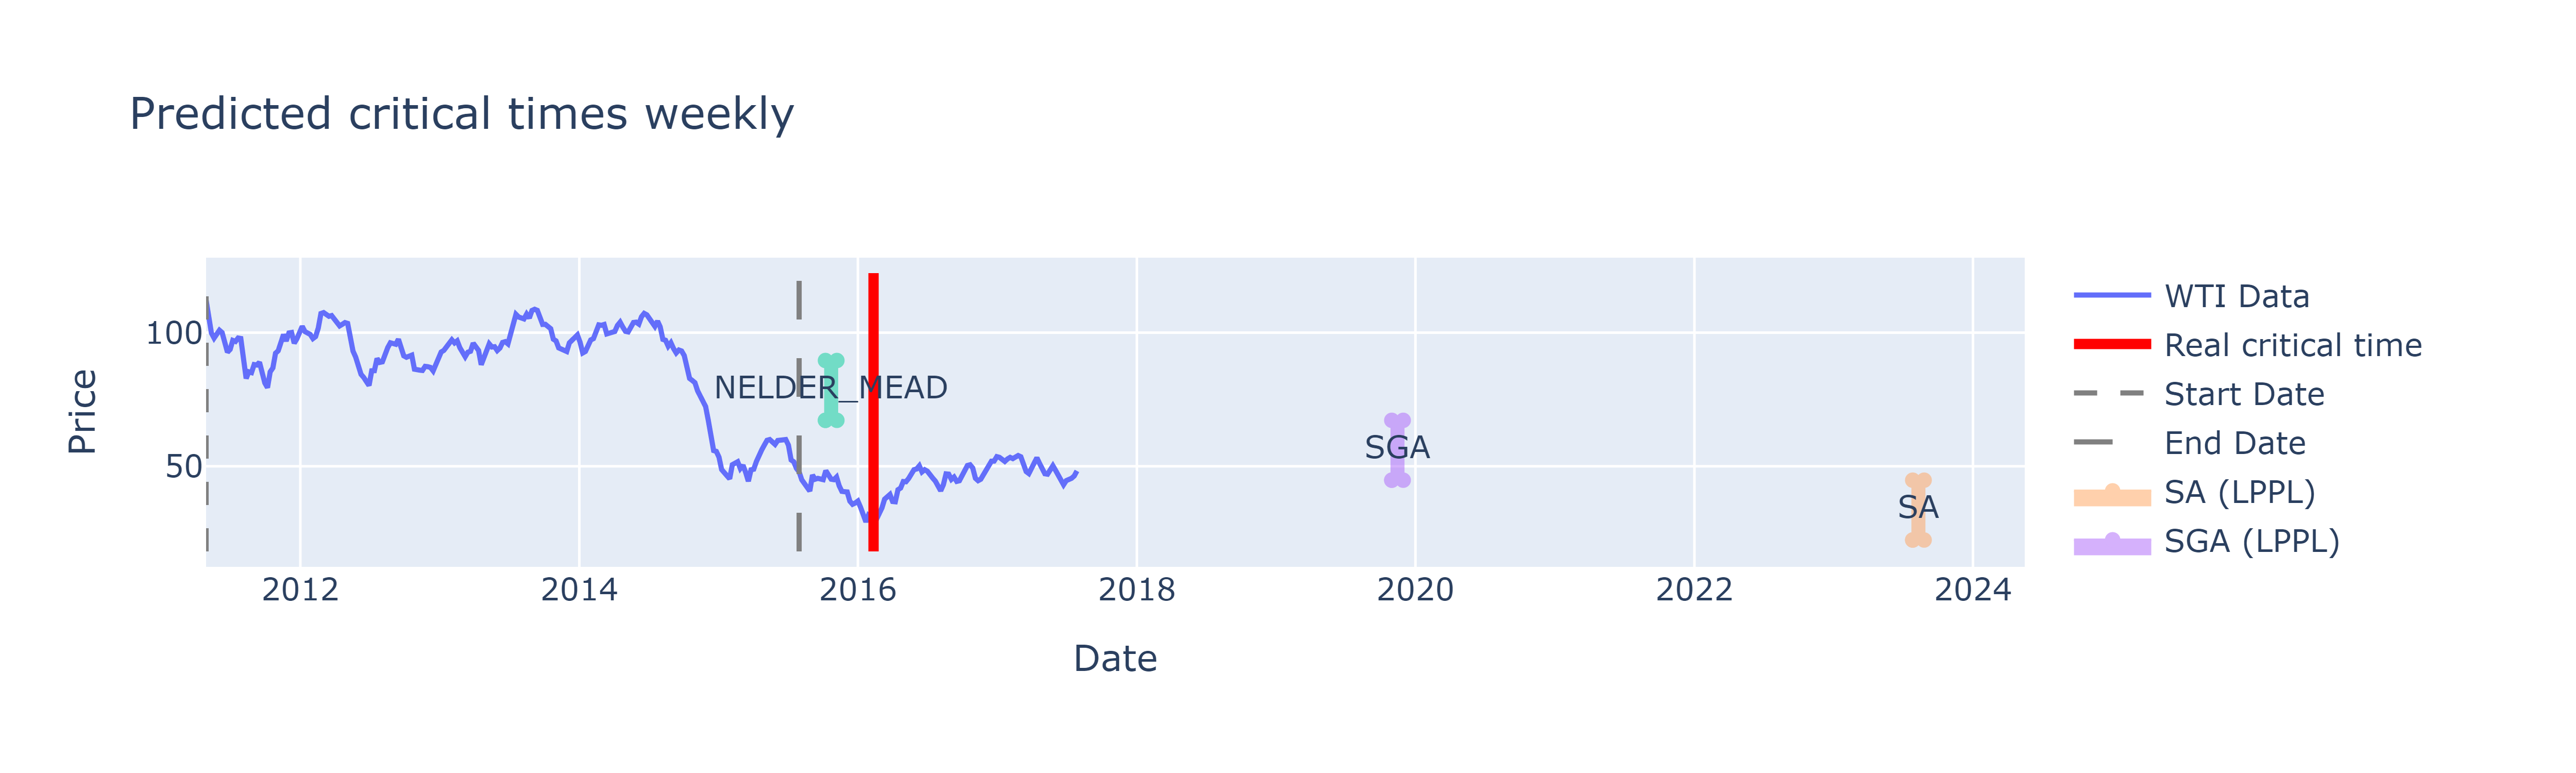 Predicted critical times weekly
Price
100
50
NELDER_MEAD
SGA
SA
2012
2014
2016
2018
2020
2022
2024
Date
WTI Data
Real critical time
Start Date
End Date
SA (LPPL)
SGA (LPPL)